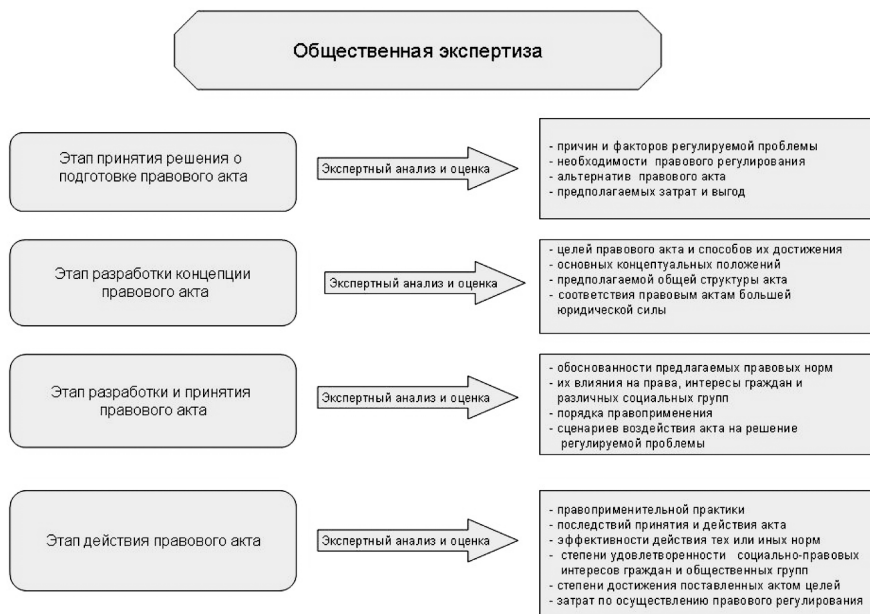 Общественная экспертиза
Этап принятия решения о
подготовке правового акта
Экспертный анализ и оценка
- причин и факторов регулируемой проблемы
- необходимости правового регулирования
- альтернатив правового акта
- предполагаемых затрат и выгод
Этап разработки концепции
правового акта
Экспертный анализ и оценка
- целей правового акта и способов их достижения
- основных концептуальных положений
- предполагаемой общей структуры акта
- соответствия правовым актам большей
юридической силы
Этап разработки и принятия
правового акта
Экспертный анализ и оценка
- обоснованности предлагаемых правовых норм
- их влияния на права, интересы граждан и
различных социальных групп
- порядка правоприменения
- сценариев воздействия акта на решение
регулируемой проблемы
Этап действия правового акта
Экспертный анализ и оценка
- правоприменительной практики
- последствий принятия и действия акта
- эффективности действия тех или иных норм
- степени удовлетворенности социально-правовых
интересов граждан и общественных групп
- степени достижения поставленных актом целей
- затрат по осуществлению правового регулирования